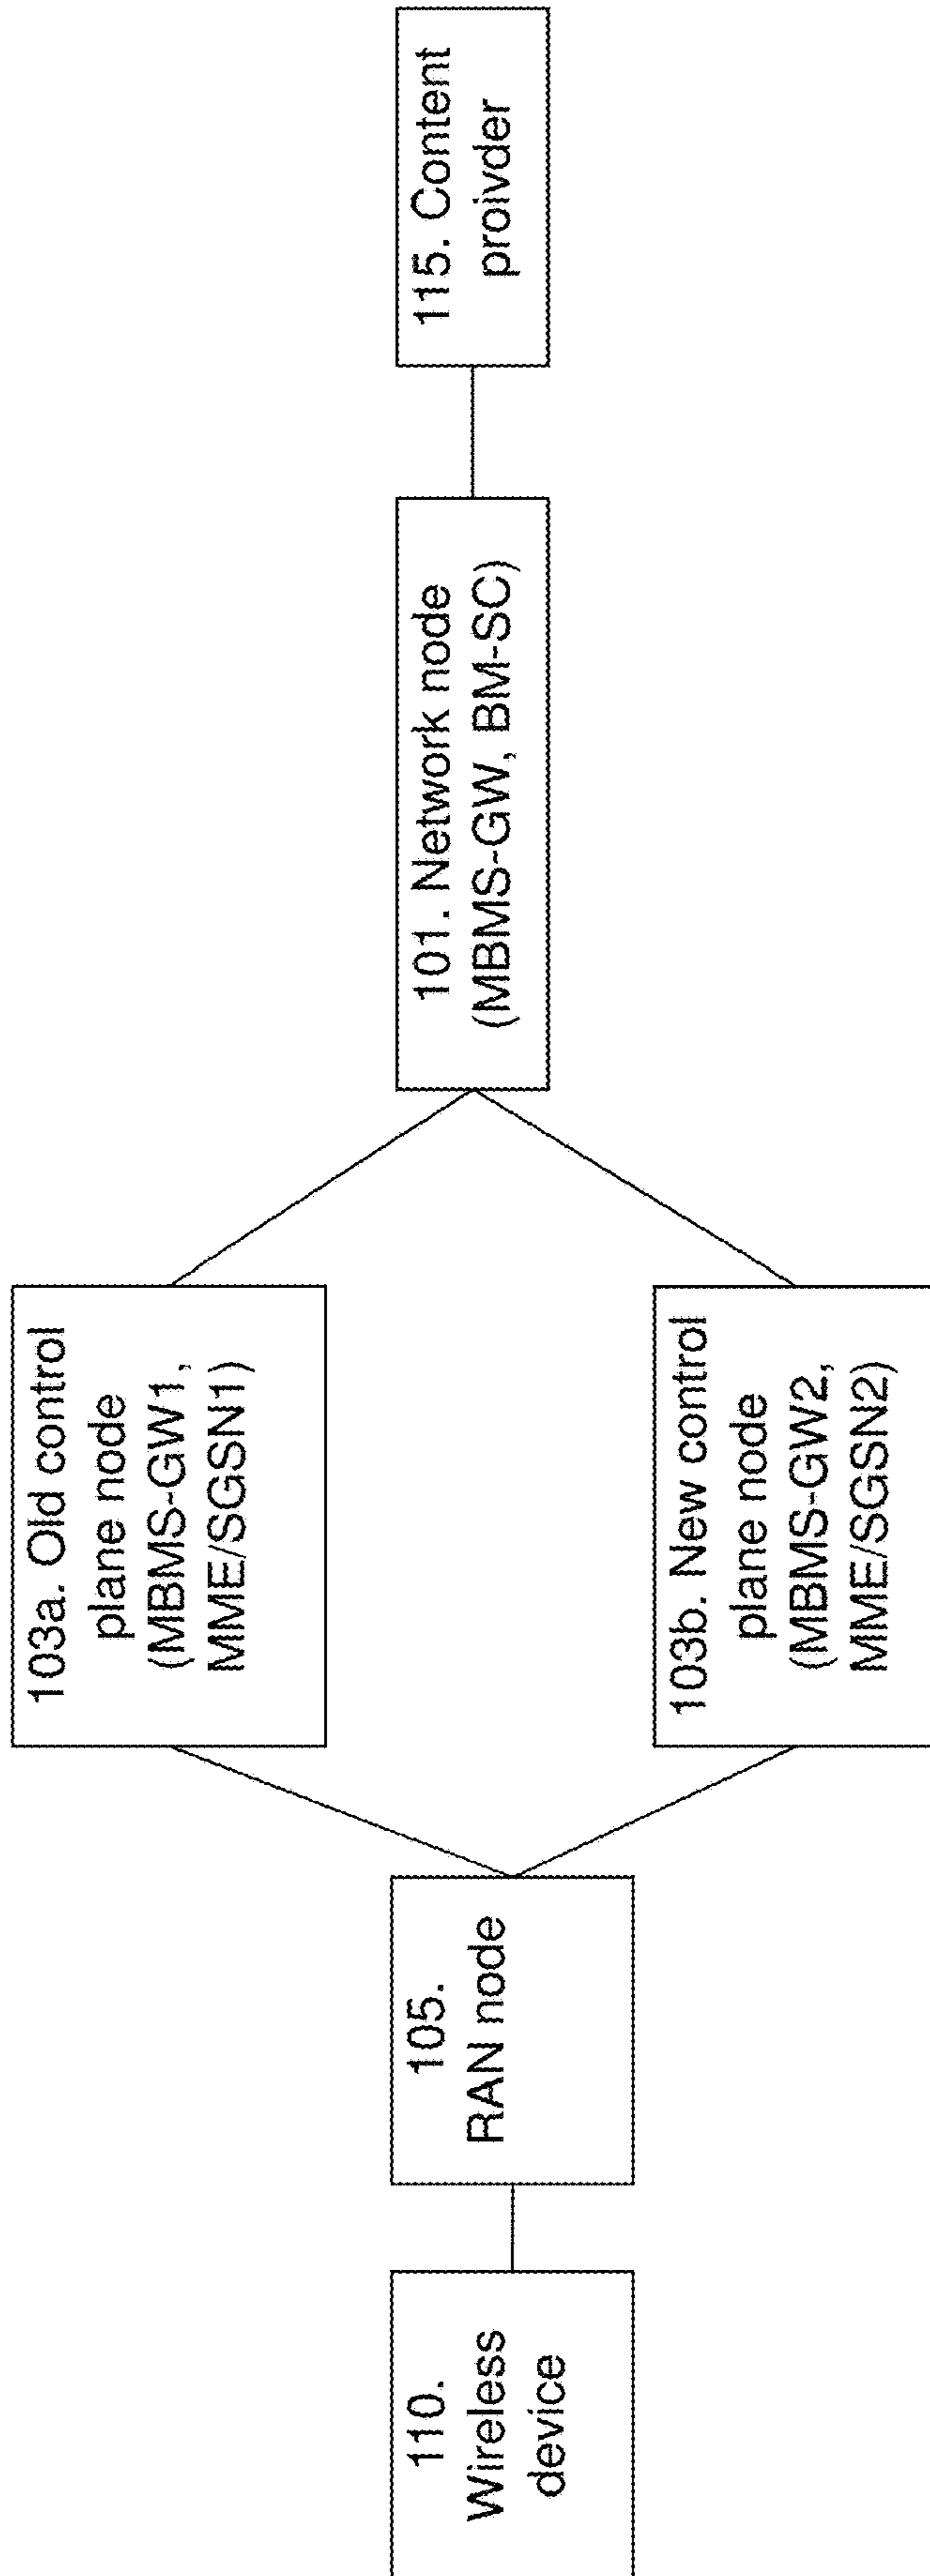 110.
Wireless
device
105.
RAN node
103a. Old control
plane node
(MBMS-GW1,
MME/SGSN1)
103b. New control
plane node
(MBMS-GW2,
MME/SGSN2)
101. Network node
(MBMS-GW, BM-SC)
115. Content
proivder